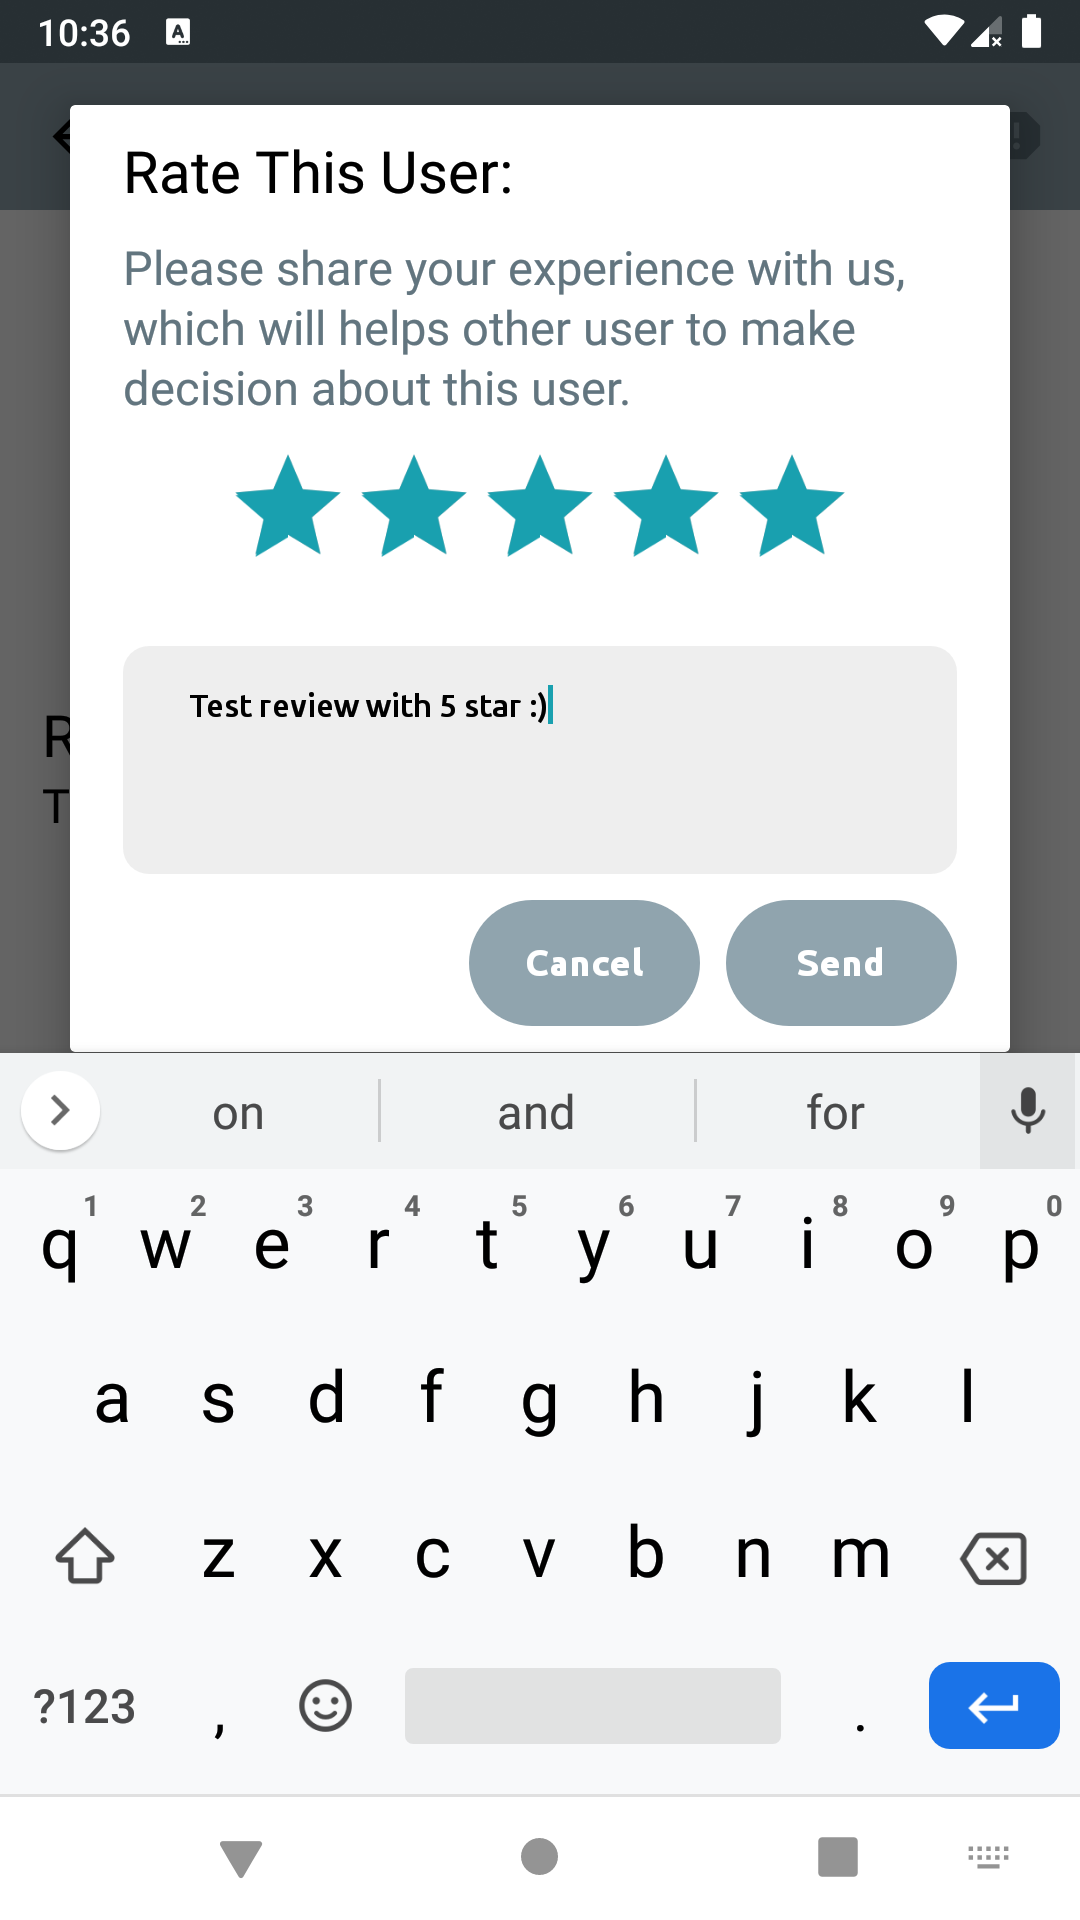 10:36
Rate This User:
Please share your experience with us,
which will helps other user to make
decision about this user.
R
T
Test review with 5 star :)
Cancel Send
on and for
1 2 3 4 5 6 7 8 9 0
q w e r t y u i o p
a s d f g h j k l
z x c v b n m
?123 , .